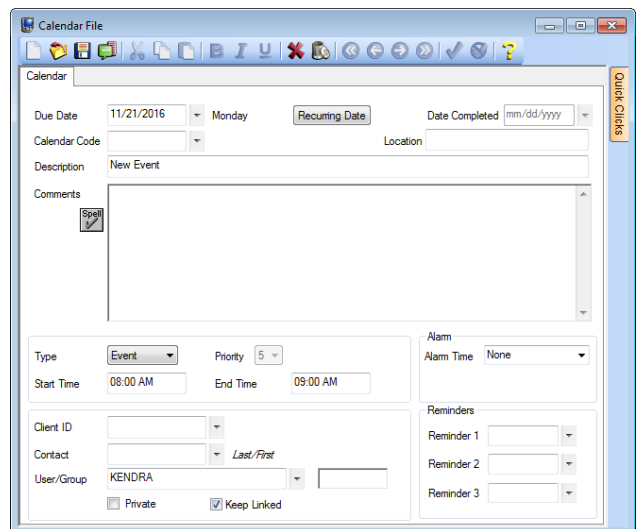 Calendar File
B I U
Calendar
Quick Clicks
Due Date 11/21/2016 Monday Recurring Date Date Completed mm/dd/yyyy
Calendar Code Location
Description New Event
Comments
Spell
Alarm
Type Event Priority 5 Alarm Time None
Start Time 08:00 AM End Time 09:00 AM
Reminders
Client ID Reminder 1
Contact Last/First
Reminder 2
User/Group KENDRA
Reminder 3
Private Keep Linked